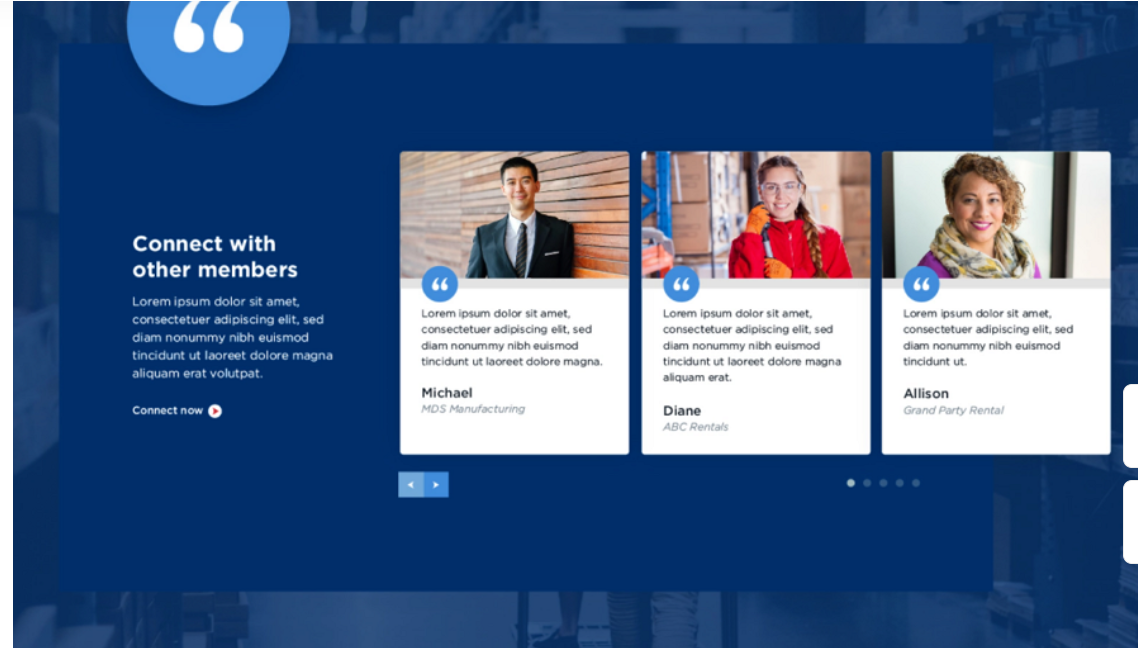 “
Connect with
other members
Lorem ipsum dolor sit amet,
consectetuer adipiscing elit, sed
diam nonummy nibh euismod
tincidunt ut laoreet dolore magna
aliquam erat volutpat.
Connect now
“
Lorem ipsum dolor sit amet,
consectetuer adipiscing elit, sed
diam nonummy nibh euismod
tincidunt ut laoreet dolore magna.
Michael
MDS Manufacturing
“
Lorem ipsum dolor sit amet,
consectetuer adipiscing elit, sed
diam nonummy nibh euismod
tincidunt ut laoreet dolore magna
aliquam erat.
Diane
ABC Rentals
“
Lorem ipsum dolor sit amet,
consectetuer adipiscing elit, sed
diam nonummy nibh euismod
tincidunt ut.
Allison
Grand Party Rental